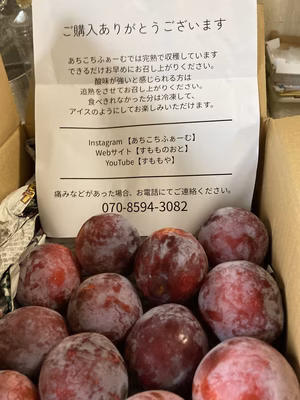 ご購入ありがとうございます
あちこちふぁーむでは完熟で収穫しています
できるだけお早めにお召し上がりください。
酸味が強いと感じられる方は
追熟をさせてお召し上がりください。
食べきれなかった分は冷凍して、
アイスのようにしてお楽しみいただけます。
Instagram【あちこちふぁーむ】
Webサイト【すもものおと】
YouTube【すももや】
痛みなどがあった場合、お電話にてご連絡ください。
070-8594-3082